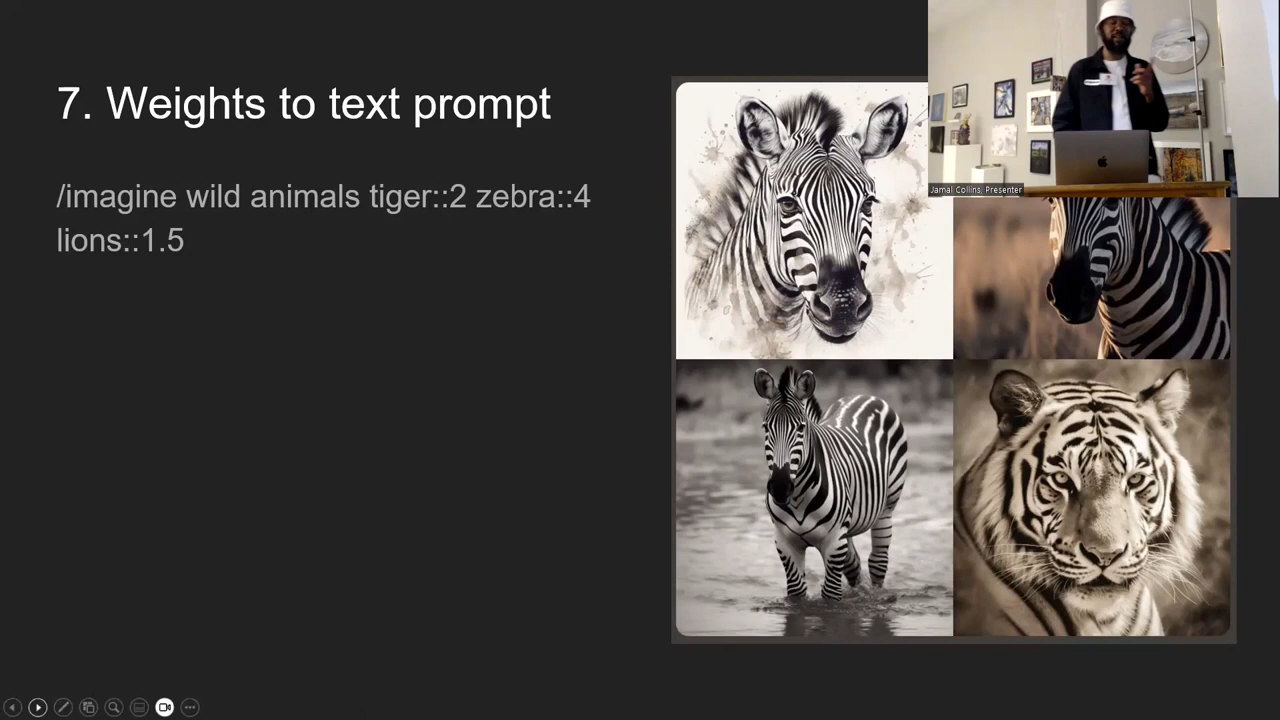 7. Weights to text prompt
/imagine wild animals tiger::2 zebra::4
lions::1.5
Jamal Collins, Presenter